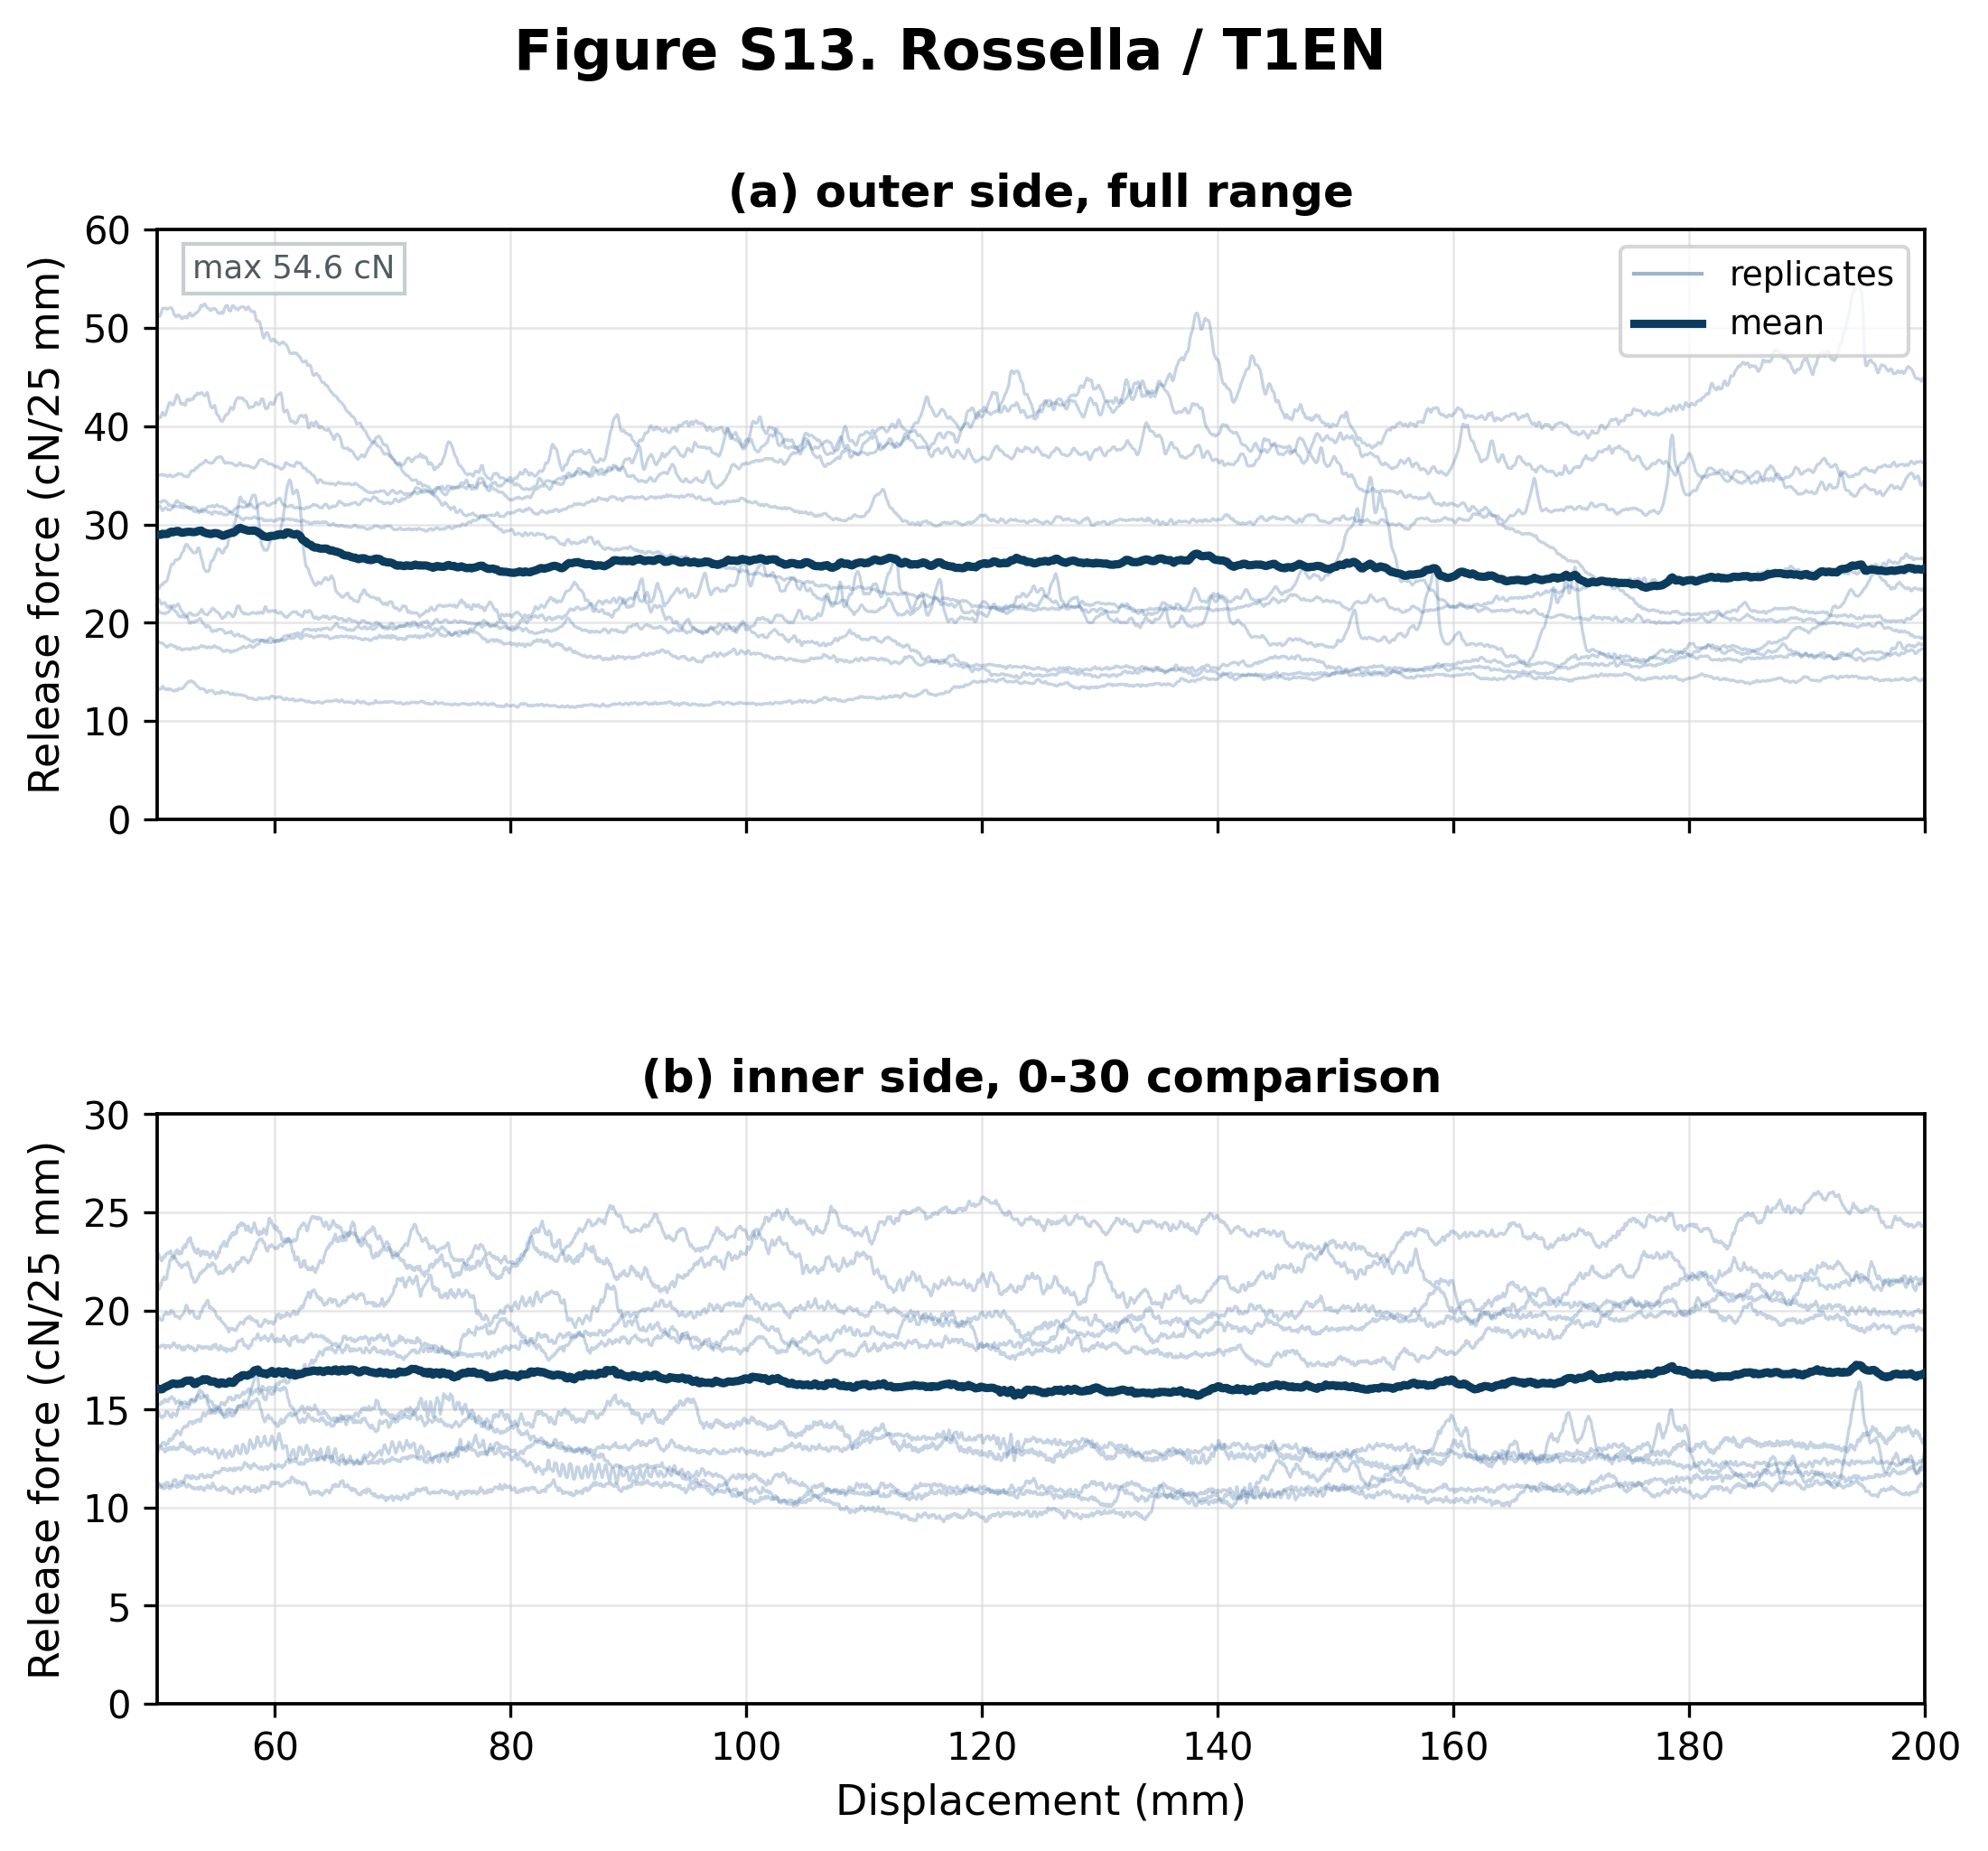 Figure S13. Rossella / T1EN
(a) outer side, full range
Release force (cN/25 mm)
60
50
40
30
20
10
0
max 54.6 cN
replicates
mean
(b) inner side, 0-30 comparison
Release force (cN/25 mm)
30
25
20
15
10
5
0
60 80 100 120 140 160 180 200
Displacement (mm)